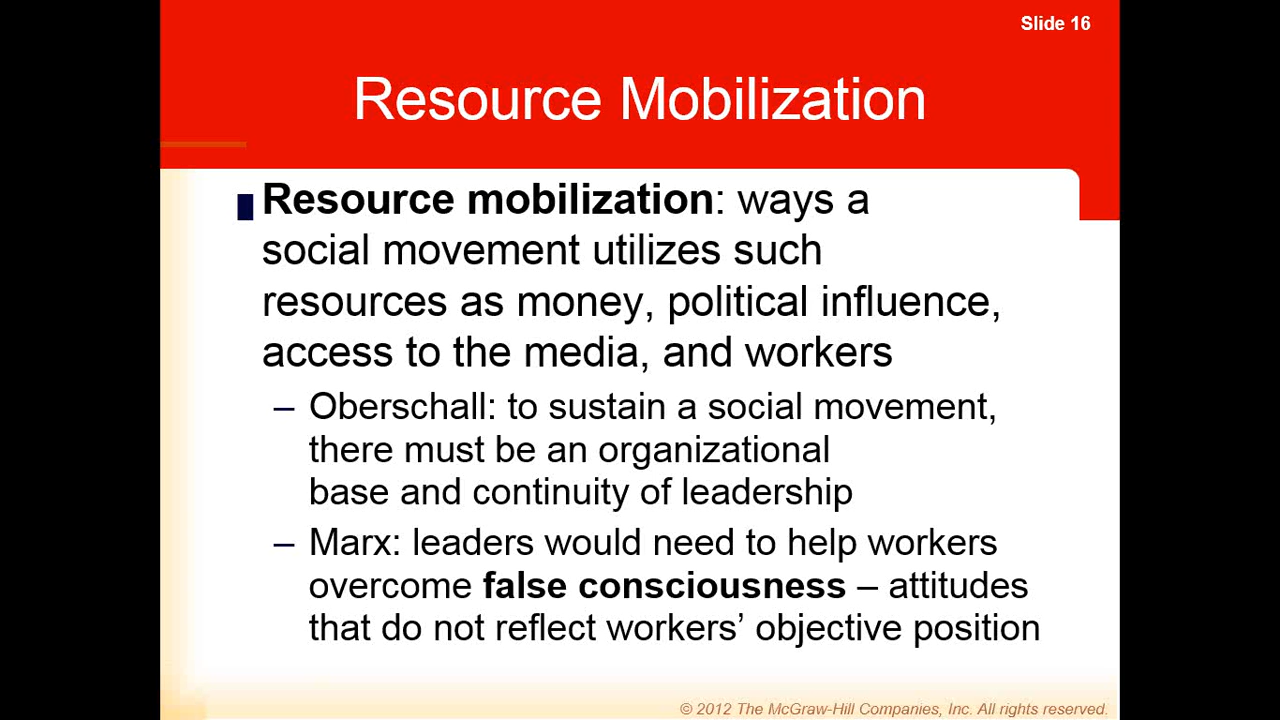 Slide 16
Resource Mobilization
Resource mobilization: ways a
social movement utilizes such
resources as money, political influence,
access to the media, and workers
– Oberschall: to sustain a social movement,
there must be an organizational
base and continuity of leadership
– Marx: leaders would need to help workers
overcome false consciousness – attitudes
that do not reflect workers’ objective position
© 2012 The McGraw-Hill Companies, Inc. All rights reserved.